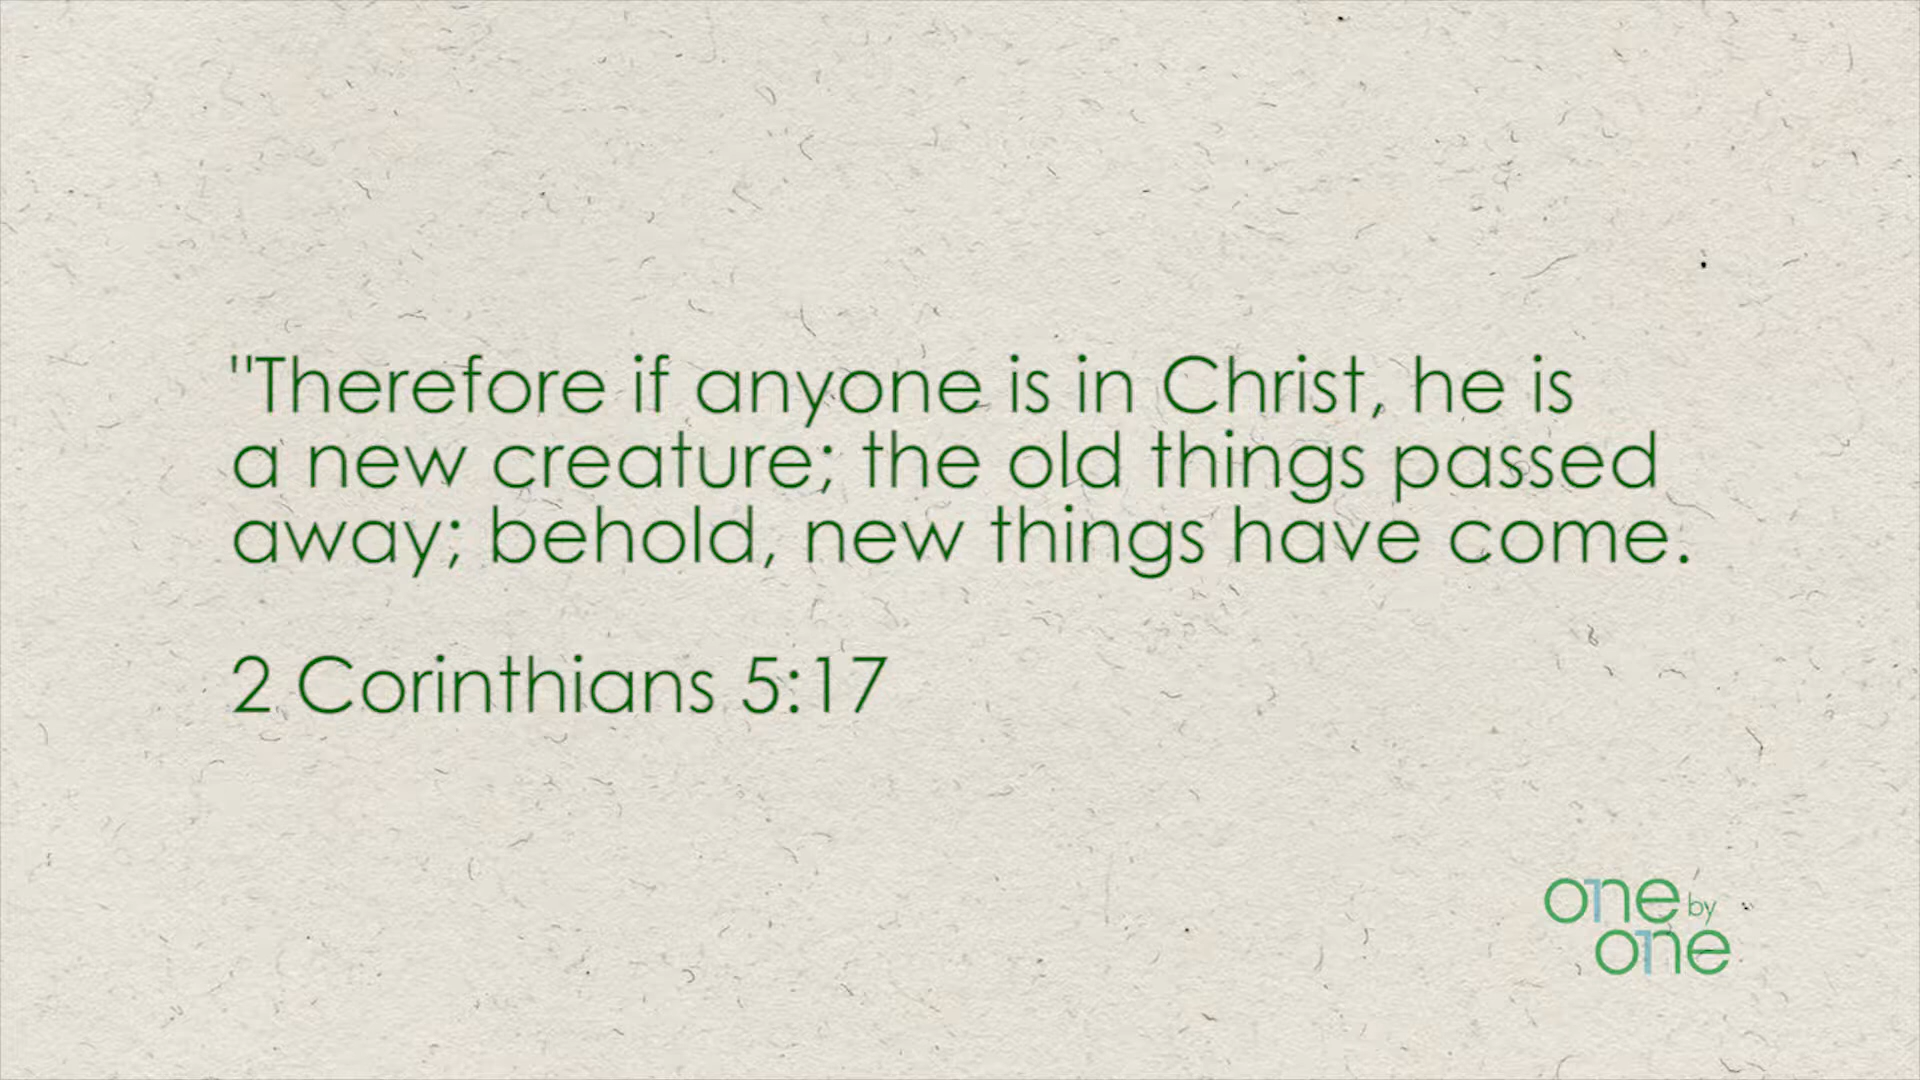 "Therefore if anyone is in Christ, he is
a new creature; the old things passed
away; behold, new things have come.
2 Corinthians 5:17
one by
one